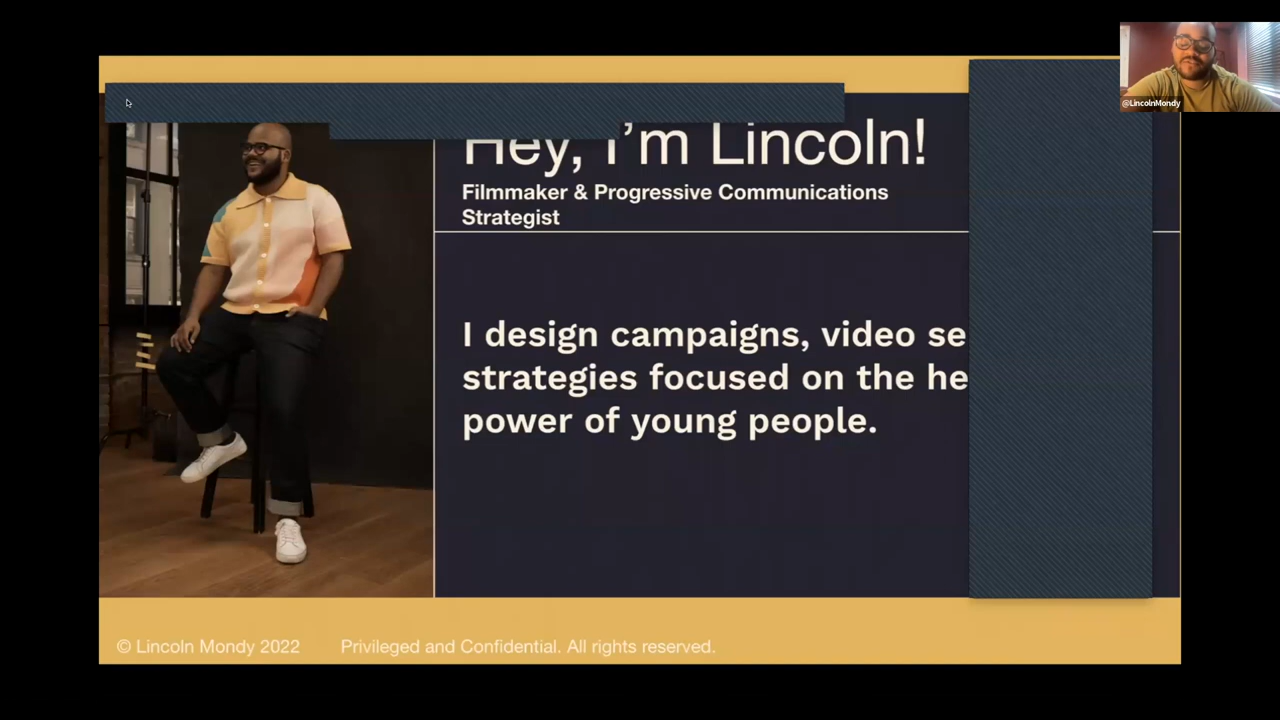 @LincolnMondy
Hey, I’m Lincoln!
Filmmaker & Progressive Communications
Strategist
I design campaigns, video se
strategies focused on the he
power of young people.
© Lincoln Mondy 2022 Privileged and Confidential. All rights reserved.